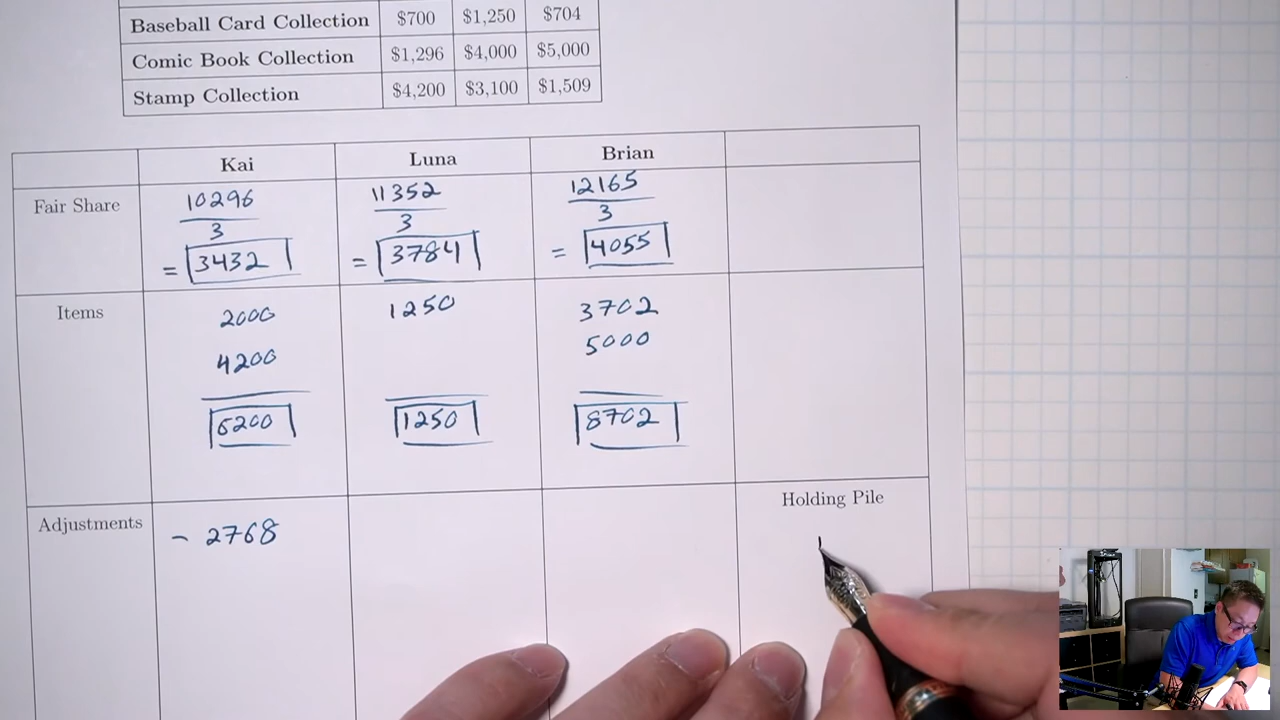 Baseball Card Collection $700 $1,250 $704
Comic Book Collection $1,296 $4,000 $5,000
Stamp Collection $4,200 $3,100 $1,509
Kai Luna Brian
Fair Share 10296 11352 12165
3 3 3
= 3432 = 3784 = 4055
Items 2000 1250 3702
4200 5000
6200 1250 8702
Holding Pile
Adjustments - 2768